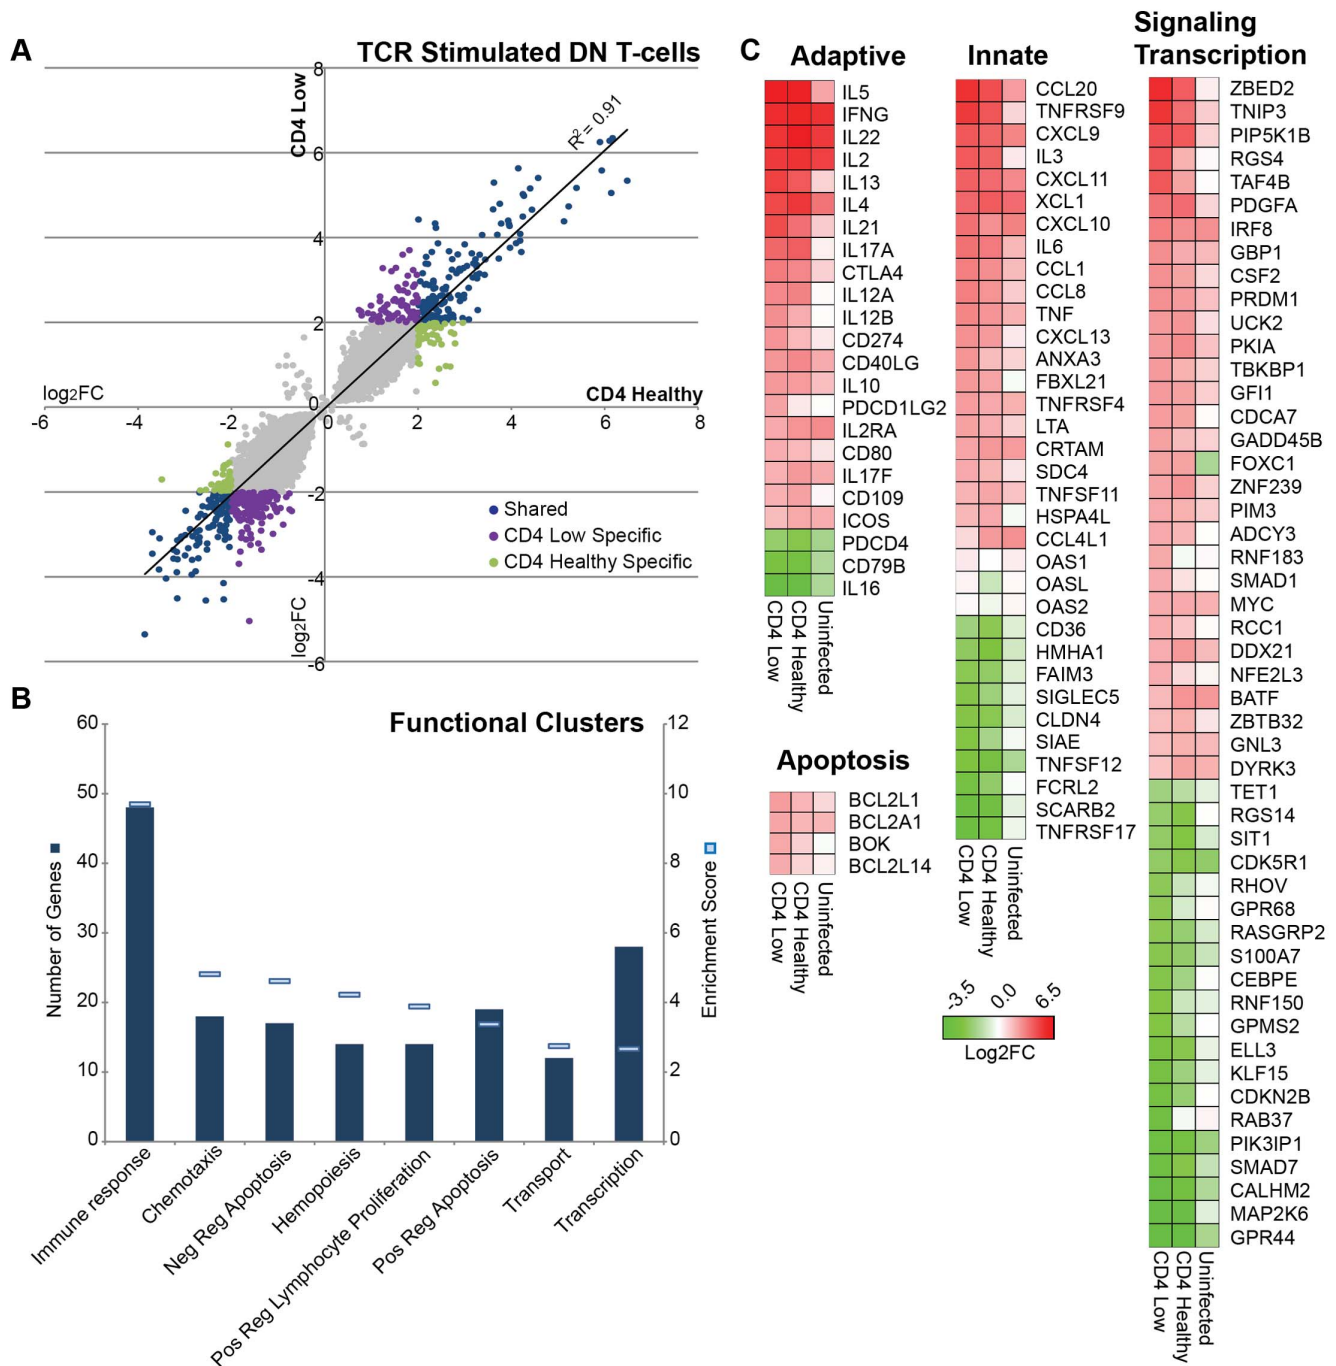 A
TCR Stimulated DN T-cells
CD4 Low
8
6
4
2
0
-2
-4
-6
R² = 0.91
log₂FC
CD4 Healthy
-6
-4
-2
0
2
4
6
8
log₂FC
Shared
CD4 Low Specific
CD4 Healthy Specific
B
Functional Clusters
Number of Genes
60
50
40
30
20
10
0
Enrichment Score
12
10
8
6
4
2
0
Immune response
Chemotaxis
Neg Reg Apoptosis
Hemopoiesis
Pos Reg Lymphocyte Proliferation
Pos Reg Apoptosis
Transport
Transcription
C
Adaptive
IL5
IFNG
IL22
IL2
IL13
IL4
IL21
IL17A
CTLA4
IL12A
IL12B
CD274
CD40LG
IL10
PDCD1LG2
IL2RA
CD80
IL17F
CD109
ICOS
PDCD4
CD79B
IL16
CD4 Low
CD4 Healthy
Uninfected
Apoptosis
BCL2L1
BCL2A1
BOK
BCL2L14
CD4 Low
CD4 Healthy
Uninfected
Innate
CCL20
TNFRSF9
CXCL9
IL3
CXCL11
XCL1
CXCL10
IL6
CCL1
CCL8
TNF
CXCL13
ANXA3
FBXL21
TNFRSF4
LTA
CRTAM
SDC4
TNFSF11
HSPA4L
CCL4L1
OAS1
OASL
OAS2
CD36
HMHA1
FAIM3
SIGLEC5
CLDN4
SIAE
TNFSF12
FCRL2
SCARB2
TNFRSF17
CD4 Low
CD4 Healthy
Uninfected
-3.5
0.0
6.5
Log2FC
Signaling
Transcription
ZBED2
TNIP3
PIP5K1B
RGS4
TAF4B
PDGFA
IRF8
GBP1
CSF2
PRDM1
UCK2
PKIA
TBKBP1
GFI1
CDCA7
GADD45B
FOXC1
ZNF239
PIM3
ADCY3
RNF183
SMAD1
MYC
RCC1
DDX21
NFE2L3
BATF
ZBTB32
GNL3
DYRK3
TET1
RGS14
SIT1
CDK5R1
RHOV
GPR68
RASGRP2
S100A7
CEBPE
RNF150
GPMS2
ELL3
KLF15
CDKN2B
RAB37
PIK3IP1
SMAD7
CALHM2
MAP2K6
GPR44
CD4 Low
CD4 Healthy
Uninfected